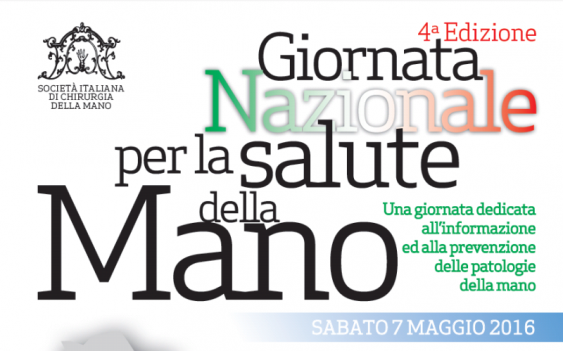 SOCIETÀ ITALIANA
DI CHIRURGIA
DELLA MANO
4ª Edizione
Giornata
Nazionale
per la salute
della
Mano
Una giornata dedicata
all'informazione
ed alla prevenzione
delle patologie
della mano
SABATO 7 MAGGIO 2016